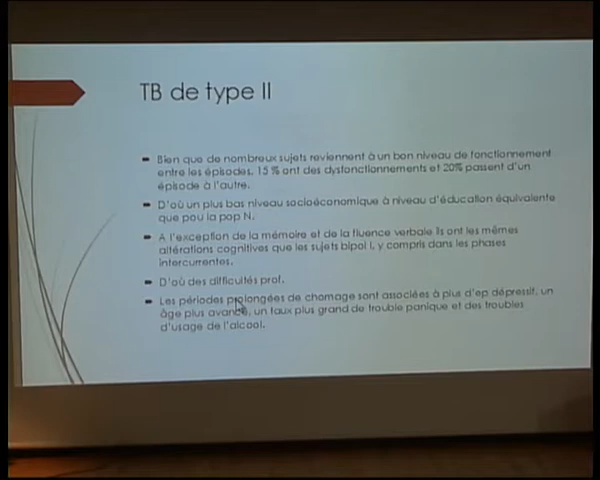 TB de type II
Bien que de nombreux sujets reviennent à un bon niveau de fonctionnement
entre les épisodes, 15 % ont des dysfonctionnements et 20% passent d'un
épisode à l'autre.
D'où un plus bas niveau socioéconomique à niveau d'éducation équivalente
que pou la pop N.
A l'exception de la mémoire et de la fluence verbale ils ont les mêmes
altérations cognitives que les sujets bipol I, y compris dans les phases
intercurrentes.
D'où des difficultés prof.
Les périodes prolongées de chomage sont associées à plus d'ep dépressif, un
âge plus avancé, un taux plus grand de trouble panique et des troubles
d'usage de l'alcool.